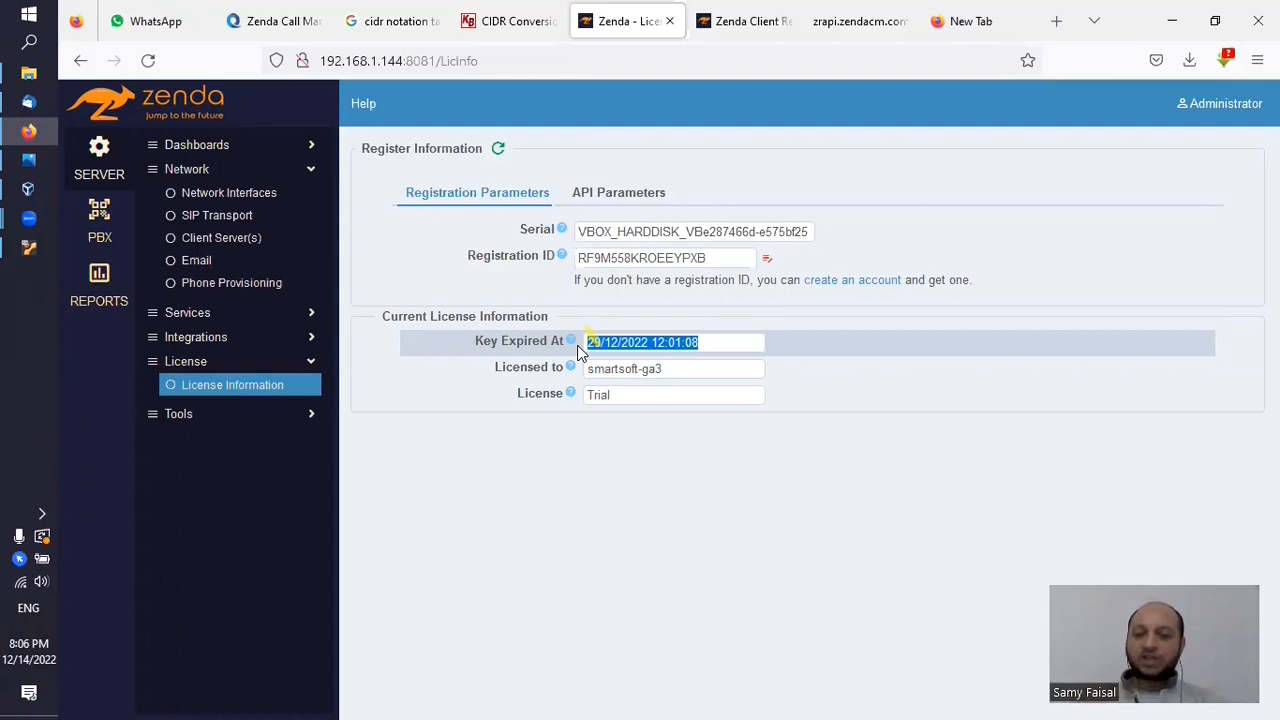 WhatsApp
Zenda Call Ma
cidr notation ta
CIDR Conversi
Zenda - Lice
Zenda Client Re
zrapi.zendacm.com
New Tab
192.168.1.144:8081/LicInfo
?
zenda
jump to the future
Help
Administrator
SERVER
PBX
REPORTS
Dashboards
Network
Network Interfaces
SIP Transport
Client Server(s)
Email
Phone Provisioning
Services
Integrations
License
License Information
Tools
Register Information
Registration Parameters
API Parameters
Serial ?
VBOX_HARDDISK_VBe287466d-e575bf25
Registration ID ?
RF9M558KROEEYPXB
If you don't have a registration ID, you can create an account and get one.
Current License Information
Key Expired At ?
29/12/2022 12:01:08
Licensed to ?
smartsoft-ga3
License ?
Trial
ENG
8:06 PM
12/14/2022
Samy Faisal